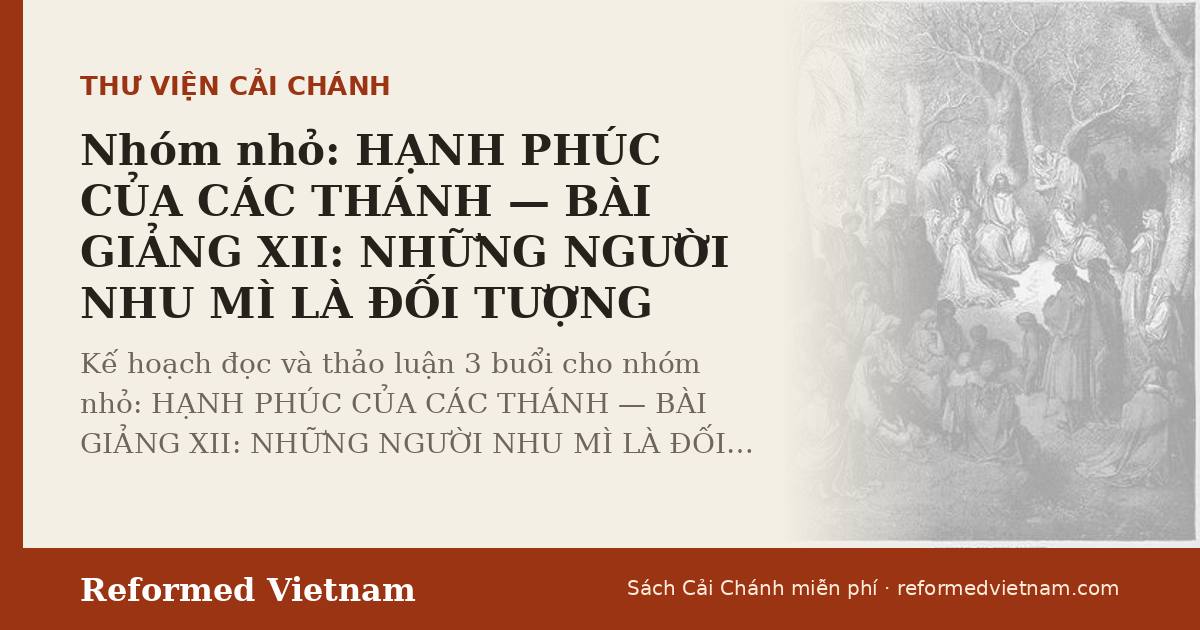 THƯ VIỆN CẢI CHÁNH
Nhóm nhỏ: HẠNH PHÚC
CỦA CÁC THÁNH — BÀI
GIẢNG XII: NHỮNG NGƯỜI
NHU MÌ LÀ ĐỐI TƯỢNG
Kế hoạch đọc và thảo luận 3 buổi cho nhóm
nhỏ: HẠNH PHÚC CỦA CÁC THÁNH — BÀI
GIẢNG XII: NHỮNG NGƯỜI NHU MÌ LÀ ĐỐI...
Reformed Vietnam
Sách Cải Chánh miễn phí · reformedvietnam.com